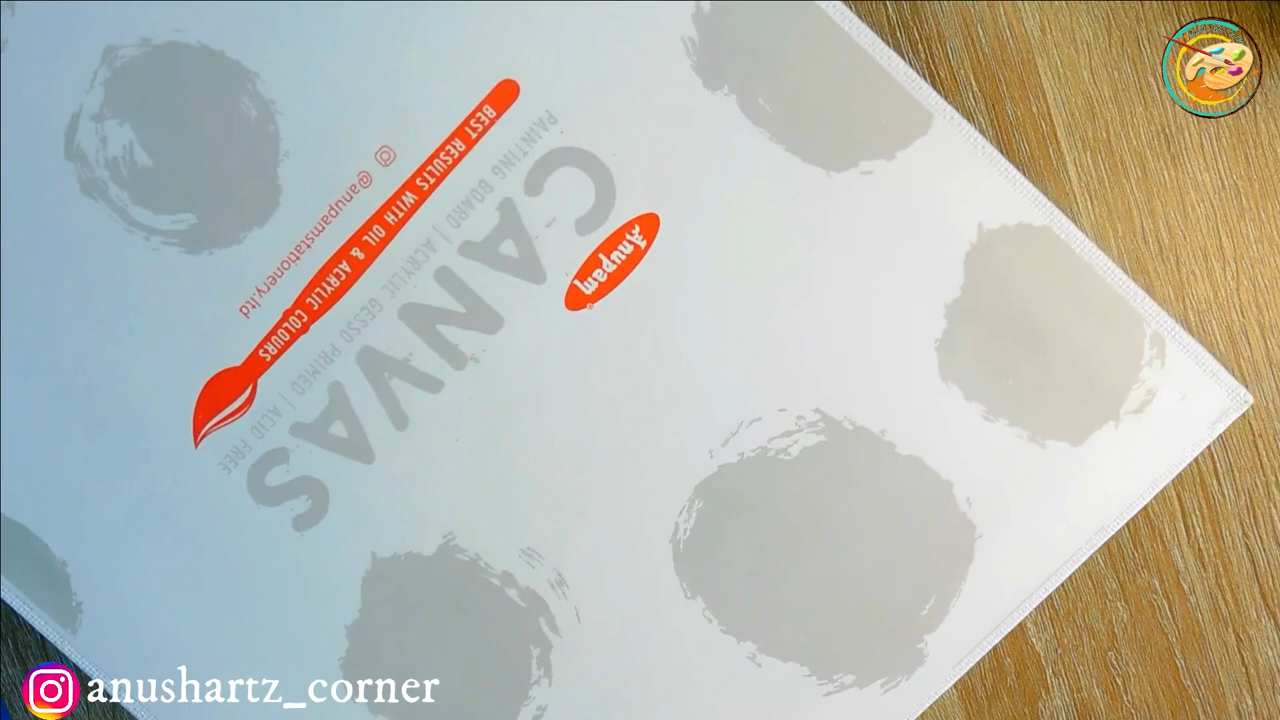 Anupam
CANVAS
PAINTING BOARD | ACRYLIC GESSO PRIMED | ACID FREE
BEST RESULTS WITH OIL & ACRYLIC COLOURS
@anupamstationery.ltd
anushartz_corner